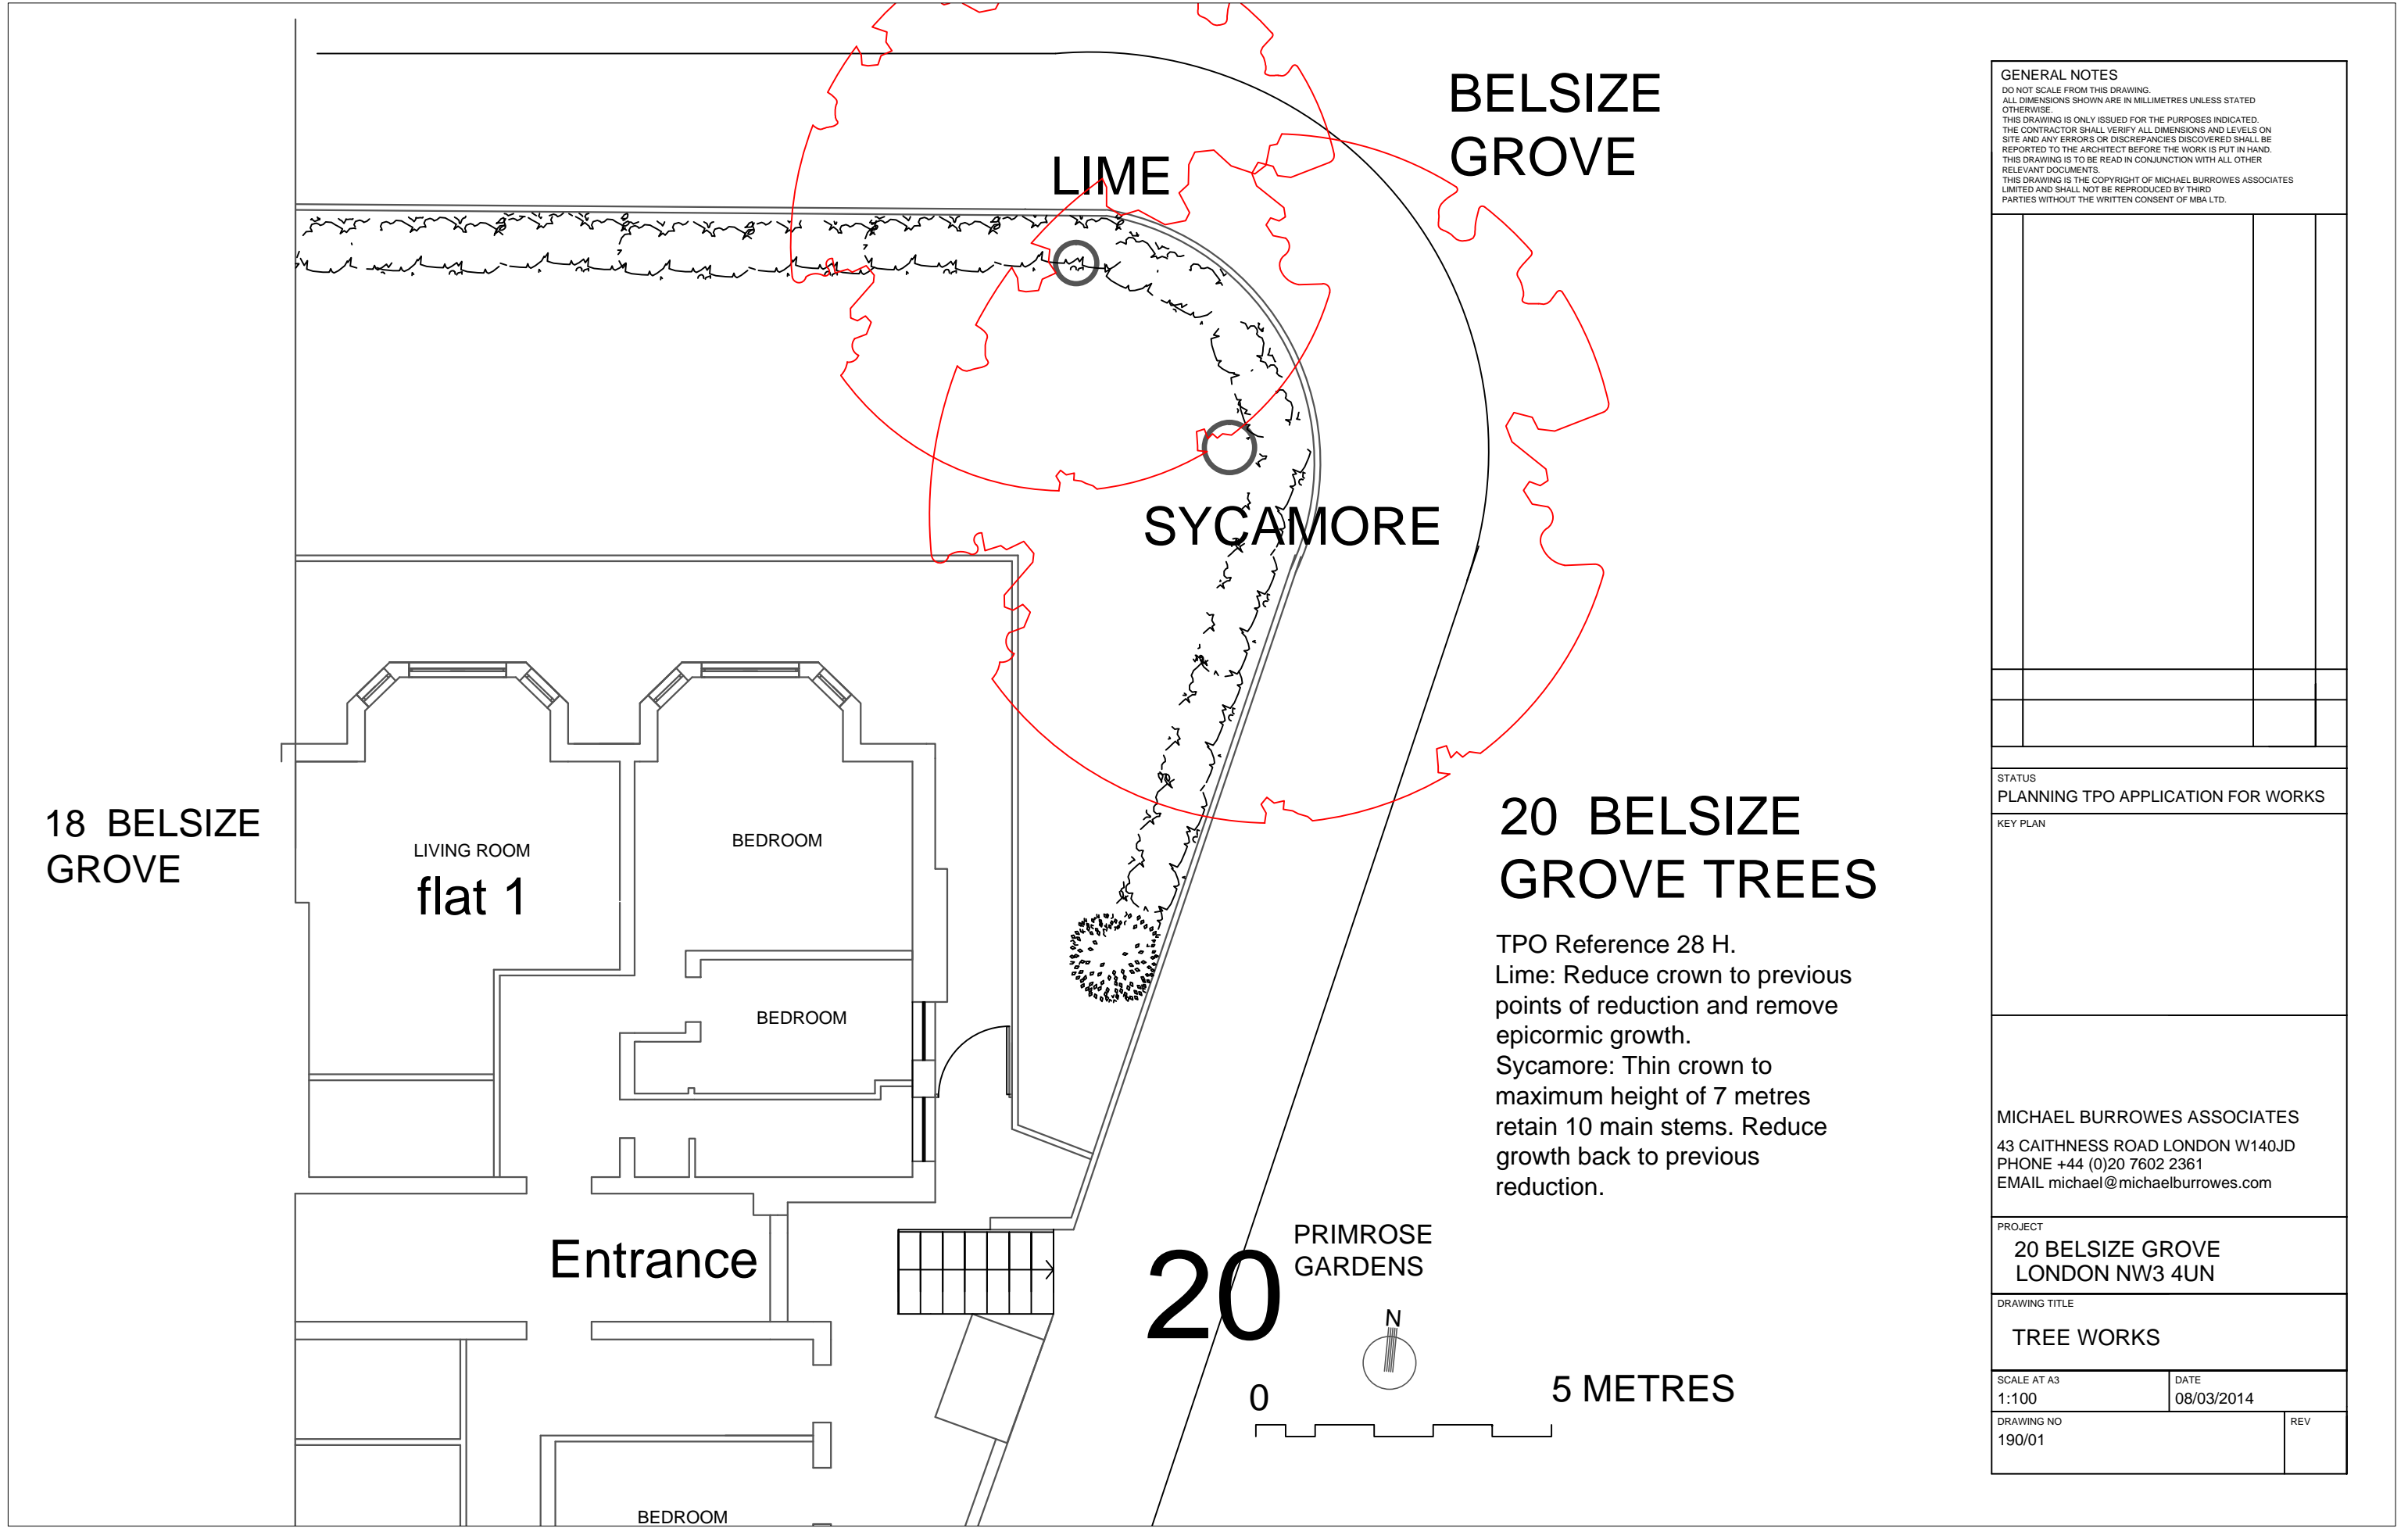 BELSIZE
GROVE
LIME
SYCAMORE
18 BELSIZE
GROVE
LIVING ROOM
flat 1
BEDROOM
BEDROOM
Entrance
BEDROOM
20 BELSIZE
GROVE TREES
TPO Reference 28 H.
Lime: Reduce crown to previous
points of reduction and remove
epicormic growth.
Sycamore: Thin crown to
maximum height of 7 metres
retain 10 main stems. Reduce
growth back to previous
reduction.
20
PRIMROSE
GARDENS
N
0
5 METRES
GENERAL NOTES
DO NOT SCALE FROM THIS DRAWING.
ALL DIMENSIONS SHOWN ARE IN MILLIMETRES UNLESS STATED
OTHERWISE.
THIS DRAWING IS ONLY ISSUED FOR THE PURPOSES INDICATED.
THE CONTRACTOR SHALL VERIFY ALL DIMENSIONS AND LEVELS ON
SITE AND ANY ERRORS OR DISCREPANCIES DISCOVERED SHALL BE
REPORTED TO THE ARCHITECT BEFORE THE WORK IS PUT IN HAND.
THIS DRAWING IS TO BE READ IN CONJUNCTION WITH ALL OTHER
RELEVANT DOCUMENTS.
THIS DRAWING IS THE COPYRIGHT OF MICHAEL BURROWES ASSOCIATES
LIMITED AND SHALL NOT BE REPRODUCED BY THIRD
PARTIES WITHOUT THE WRITTEN CONSENT OF MBA LTD.
STATUS
PLANNING TPO APPLICATION FOR WORKS
KEY PLAN
MICHAEL BURROWES ASSOCIATES
43 CAITHNESS ROAD LONDON W140JD
PHONE +44 (0)20 7602 2361
EMAIL michael@michaelburrowes.com
PROJECT
20 BELSIZE GROVE
LONDON NW3 4UN
DRAWING TITLE
TREE WORKS
SCALE AT A3
1:100
DATE
08/03/2014
DRAWING NO
190/01
REV